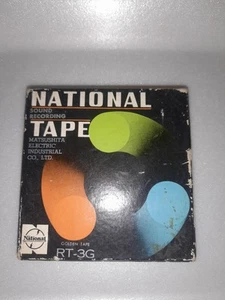 NATIONAL
SOUND
RECORDING
TAPE
MATSUSHITA
ELECTRIC
INDUSTRIAL
CO., LTD.
National
GOLDEN TAPE
RT-3G